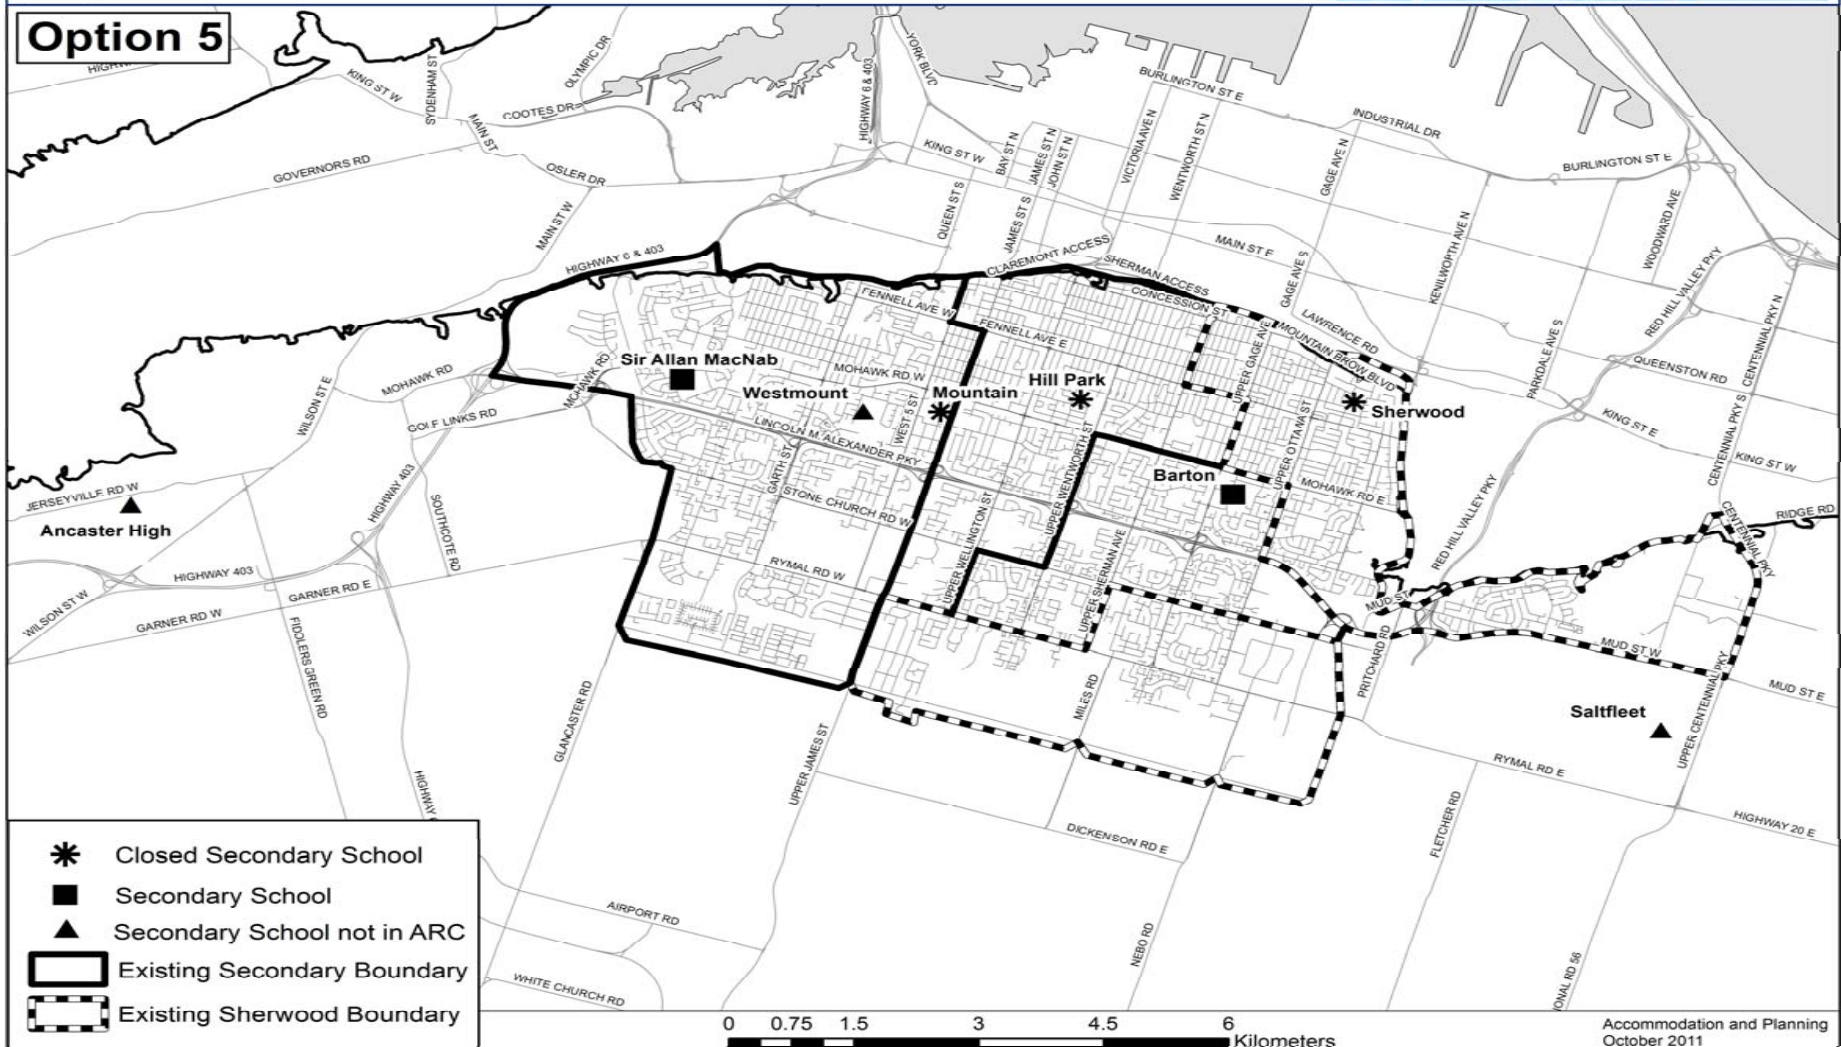 Option 5
HIGHW
KING ST W
SYDENHAM ST
OLYMPIC DR
COOTES DR
MAIN ST
GOVERNORS RD
OSLER DR
MAIN ST W
HIGHWAY 6 & 403
YORK BLVD
KING ST W
BAY ST N
JAMES ST N
JOHN ST N
VICTORIA AVE N
WENTWORTH ST N
BURLINGTON ST E
INDUSTRIAL DR
BURLINGTON ST E
GAGE AVE N
QUEEN ST S
JAMES ST S
CLAREMONT ACCESS
SHERMAN ACCESS
MAIN ST E
GAGE AVE S
KENILWORTH AVE N
WOODWARD AVE
RED HILL VALLEY PKY
CENTENNIAL PKY N
HIGHWAY 6 & 403
FENNELL AVE W
FENNELL AVE E
CONCESSION ST
LAWRENCE RD
MOUNTAIN BROW BLVD
PARKDALE AVE S
QUEENSTON RD
Sir Allan MacNab
MOHAWK RD W
Westmount
Mountain
Hill Park
Sherwood
UPPER GAGE AVE
UPPER OTTAWA ST
KING ST E
KING ST W
CENTENNIAL PKY S
WILSON ST E
MOHAWK RD
MOHAWK RD
GOLF LINKS RD
WEST 5 ST
LINCOLN M. ALEXANDER PKY
GARTH ST
STONE CHURCH RD W
UPPER WENTWORTH ST
Barton
MOHAWK RD E
JERSEYVILLE RD W
Ancaster High
HIGHWAY 403
SOUTHCOTE RD
UPPER WELLINGTON ST
UPPER SHERMAN AVE
RED HILL VALLEY PKY
CENTENNIAL PKY
RIDGE RD
HIGHWAY 403
GARNER RD E
GARNER RD W
WILSON ST W
FIDDLERS GREEN RD
RYMAL RD W
MUD ST
MUD ST W
MUD ST E
PRITCHARD RD
MILES RD
Saltfleet
UPPER CENTENNIAL PKY
GLANCASTER RD
UPPER JAMES ST
RYMAL RD E
HIGHWAY 20 E
HIGHWAY 6
DICKENSON RD E
FLETCHER RD
NEBO RD
IONAL RD 56
AIRPORT RD
WHITE CHURCH RD
Closed Secondary School
Secondary School
Secondary School not in ARC
Existing Secondary Boundary
Existing Sherwood Boundary
0 0.75 1.5 3 4.5 6
Kilometers
Accommodation and Planning
October 2011